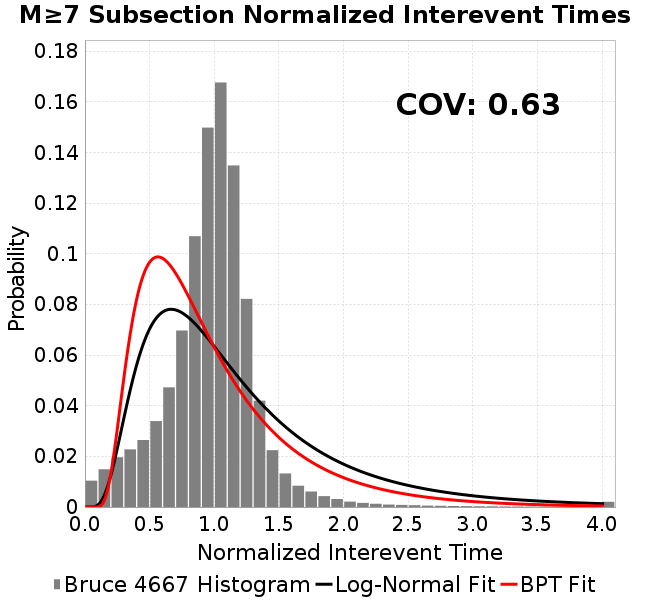 M≥7 Subsection Normalized Interevent Times
COV: 0.63
Probability
0.18
0.16
0.14
0.12
0.1
0.08
0.06
0.04
0.02
0
0.0 0.5 1.0 1.5 2.0 2.5 3.0 3.5 4.0
Normalized Interevent Time
Bruce 4667 Histogram Log-Normal Fit BPT Fit